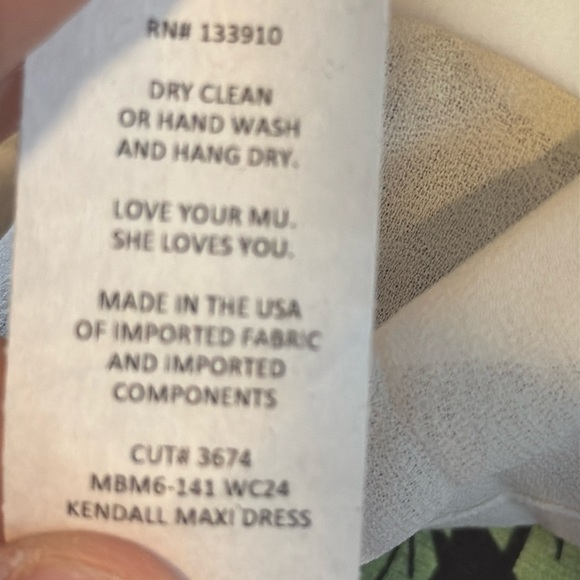 RN# 133910
DRY CLEAN
OR HAND WASH
AND HANG DRY.
LOVE YOUR MU.
SHE LOVES YOU.
MADE IN THE USA
OF IMPORTED FABRIC
AND IMPORTED
COMPONENTS
CUT# 3674
MBM6-141 WC24
KENDALL MAXI DRESS